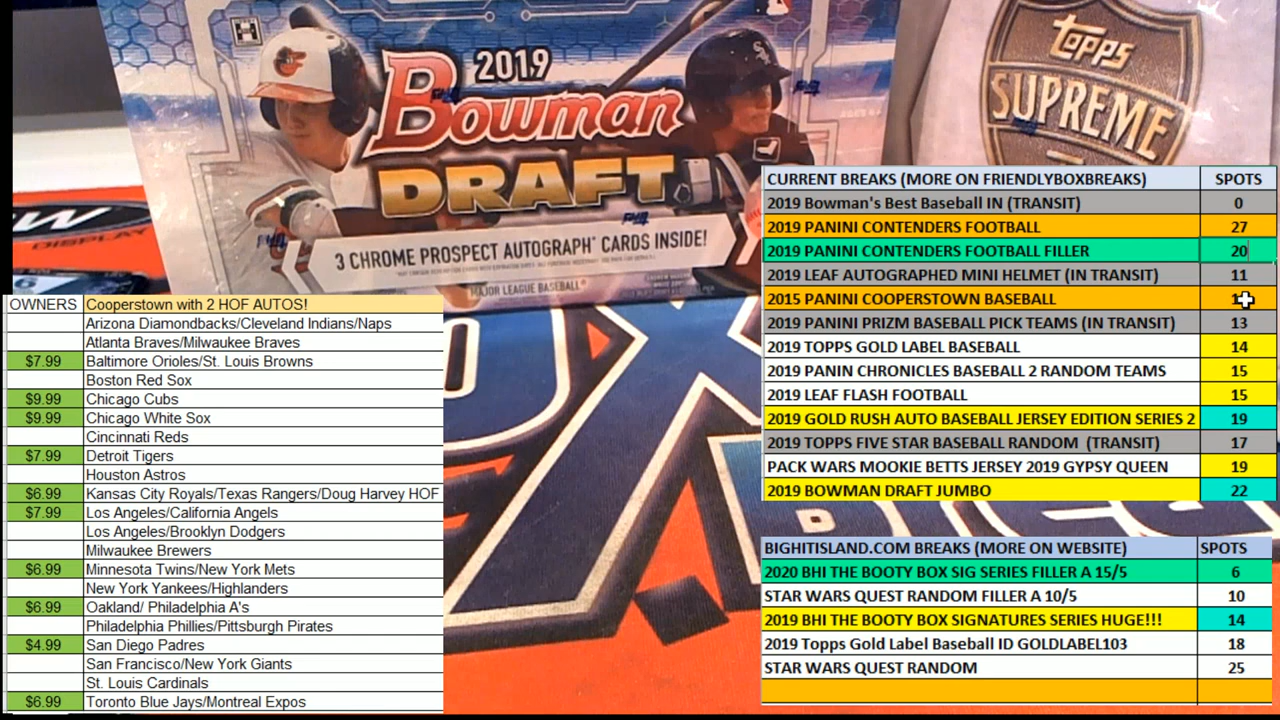 2019
Bowman
DRAFT
3 CHROME PROSPECT AUTOGRAPH* CARDS INSIDE!
MAJOR LEAGUE BASEBALL
topps
SUPREME
DISPLAY
CURRENT BREAKS (MORE ON FRIENDLYBOXBREAKS) SPOTS
2019 Bowman's Best Baseball IN (TRANSIT) 0
2019 PANINI CONTENDERS FOOTBALL 27
2019 PANINI CONTENDERS FOOTBALL FILLER 20
2019 LEAF AUTOGRAPHED MINI HELMET (IN TRANSIT) 11
2015 PANINI COOPERSTOWN BASEBALL
2019 PANINI PRIZM BASEBALL PICK TEAMS (IN TRANSIT) 13
2019 TOPPS GOLD LABEL BASEBALL 14
2019 PANIN CHRONICLES BASEBALL 2 RANDOM TEAMS 15
2019 LEAF FLASH FOOTBALL 15
2019 GOLD RUSH AUTO BASEBALL JERSEY EDITION SERIES 2 19
2019 TOPPS FIVE STAR BASEBALL RANDOM (TRANSIT) 17
PACK WARS MOOKIE BETTS JERSEY 2019 GYPSY QUEEN 19
2019 BOWMAN DRAFT JUMBO 22
OWNERS Cooperstown with 2 HOF AUTOS!
Arizona Diamondbacks/Cleveland Indians/Naps
Atlanta Braves/Milwaukee Braves
$7.99 Baltimore Orioles/St. Louis Browns
Boston Red Sox
$9.99 Chicago Cubs
$9.99 Chicago White Sox
Cincinnati Reds
$7.99 Detroit Tigers
Houston Astros
$6.99 Kansas City Royals/Texas Rangers/Doug Harvey HOF
$7.99 Los Angeles/California Angels
Los Angeles/Brooklyn Dodgers
Milwaukee Brewers
$6.99 Minnesota Twins/New York Mets
New York Yankees/Highlanders
$6.99 Oakland/ Philadelphia A's
Philadelphia Phillies/Pittsburgh Pirates
$4.99 San Diego Padres
San Francisco/New York Giants
St. Louis Cardinals
$6.99 Toronto Blue Jays/Montreal Expos
BIGHITISLAND.COM BREAKS (MORE ON WEBSITE) SPOTS
2020 BHI THE BOOTY BOX SIG SERIES FILLER A 15/5 6
STAR WARS QUEST RANDOM FILLER A 10/5 10
2019 BHI THE BOOTY BOX SIGNATURES SERIES HUGE!!! 14
2019 Topps Gold Label Baseball ID GOLDLABEL103 18
STAR WARS QUEST RANDOM 25